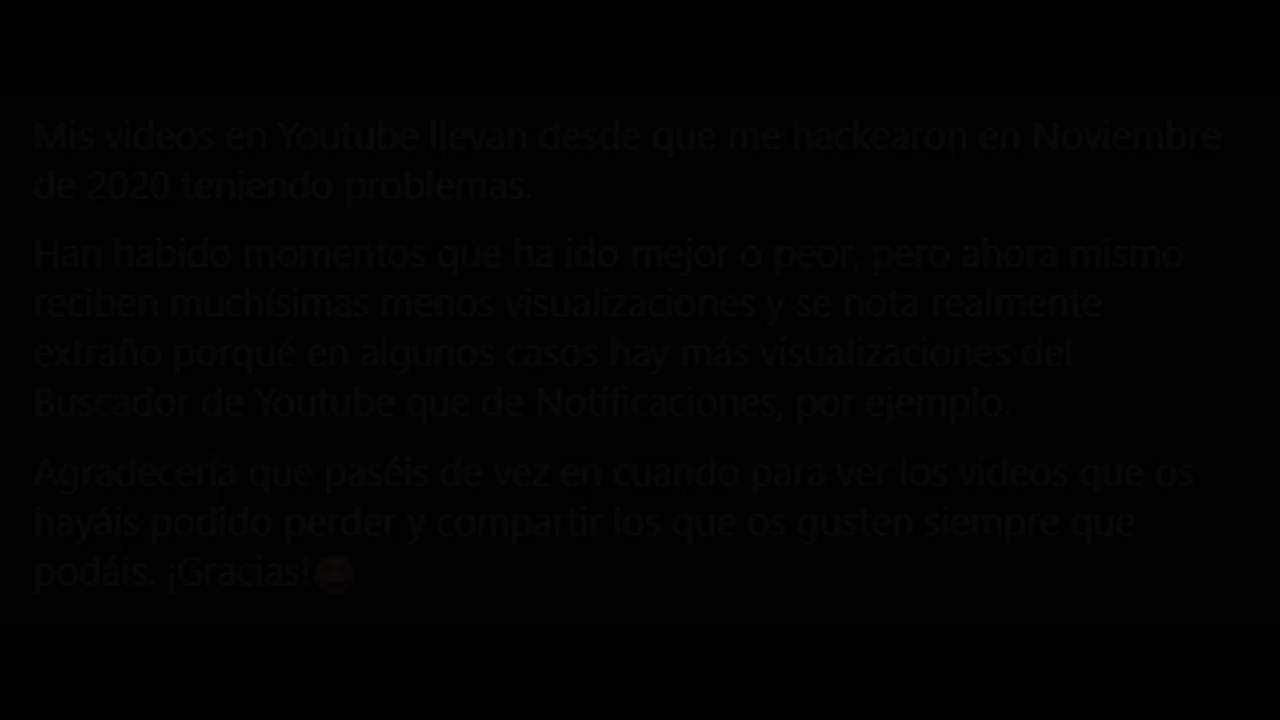 Mis videos en Youtube llevan desde que me hackearon en Noviembre
de 2020 teniendo problemas.
Han habido momentos que ha ido mejor o peor, pero ahora mismo
reciben muchísimas menos visualizaciones y se nota realmente
extraño porqué en algunos casos hay más visualizaciones del
Buscador de Youtube que de Notificaciones, por ejemplo.
Agradecería que paséis de vez en cuando para ver los videos que os
hayáis podido perder y compartir los que os gusten siempre que
podáis. ¡Gracias!